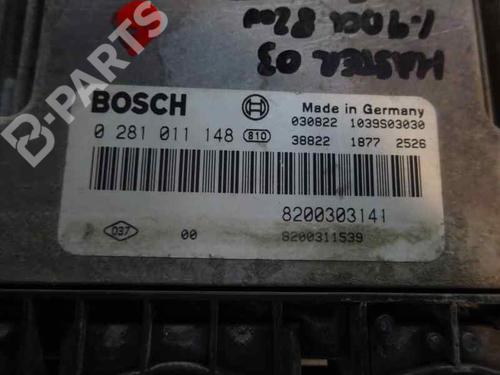 B-PARTS
1.9DCI 82CV
MASTER 03
BOSCH
Made in Germany
0 281 011 148 810
030822 1039S03030
38822 1877 2526
8200303141
037 00 8200311539